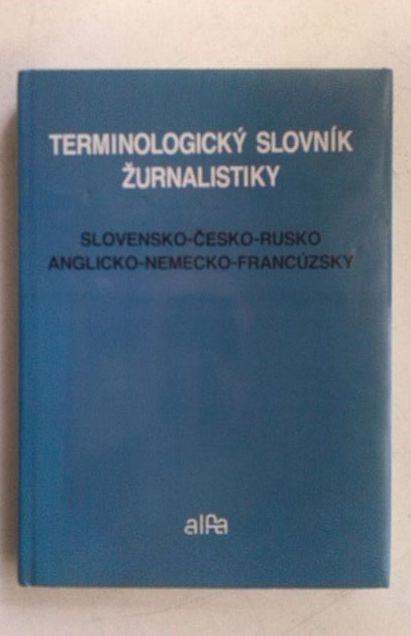 TERMINOLOGICKÝ SLOVNÍK
ŽURNALISTIKY
SLOVENSKO-ČESKO-RUSKO
ANGLICKO-NEMECKO-FRANCÚZSKY
alfa